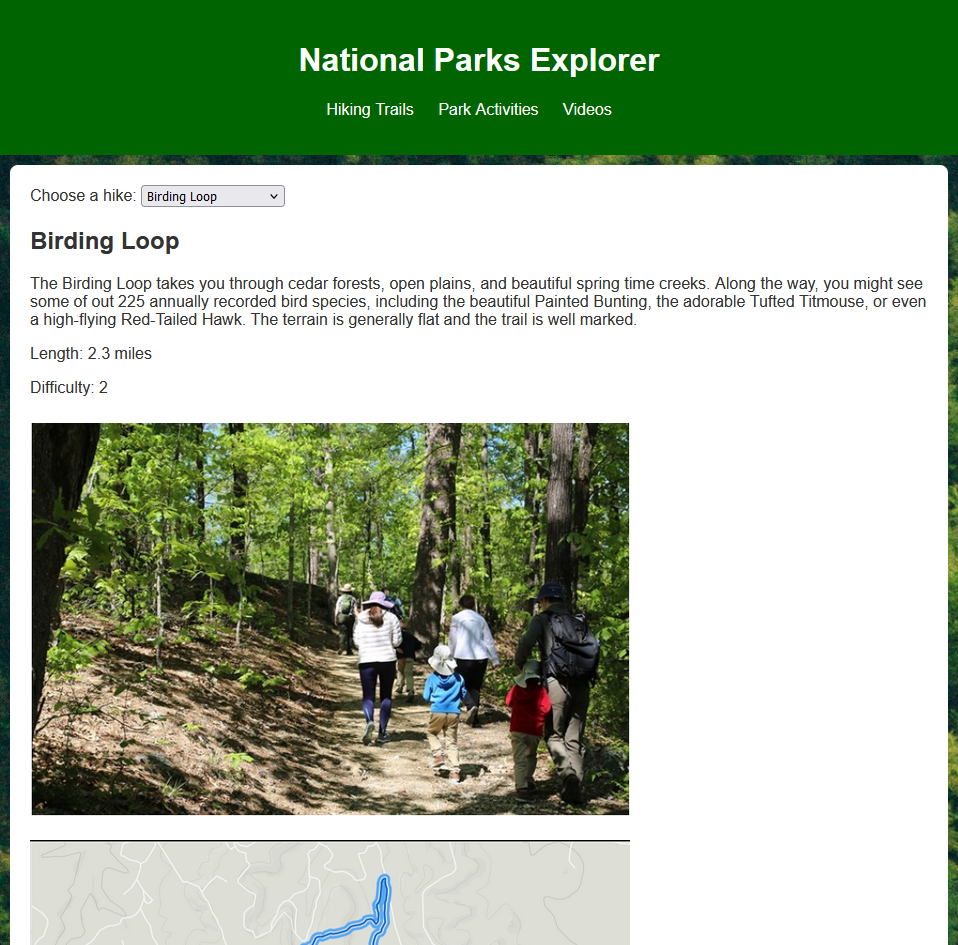 National Parks Explorer
Hiking Trails Park Activities Videos
Choose a hike: Birding Loop
Birding Loop
The Birding Loop takes you through cedar forests, open plains, and beautiful spring time creeks. Along the way, you might see
some of out 225 annually recorded bird species, including the beautiful Painted Bunting, the adorable Tufted Titmouse, or even
a high-flying Red-Tailed Hawk. The terrain is generally flat and the trail is well marked.
Length: 2.3 miles
Difficulty: 2